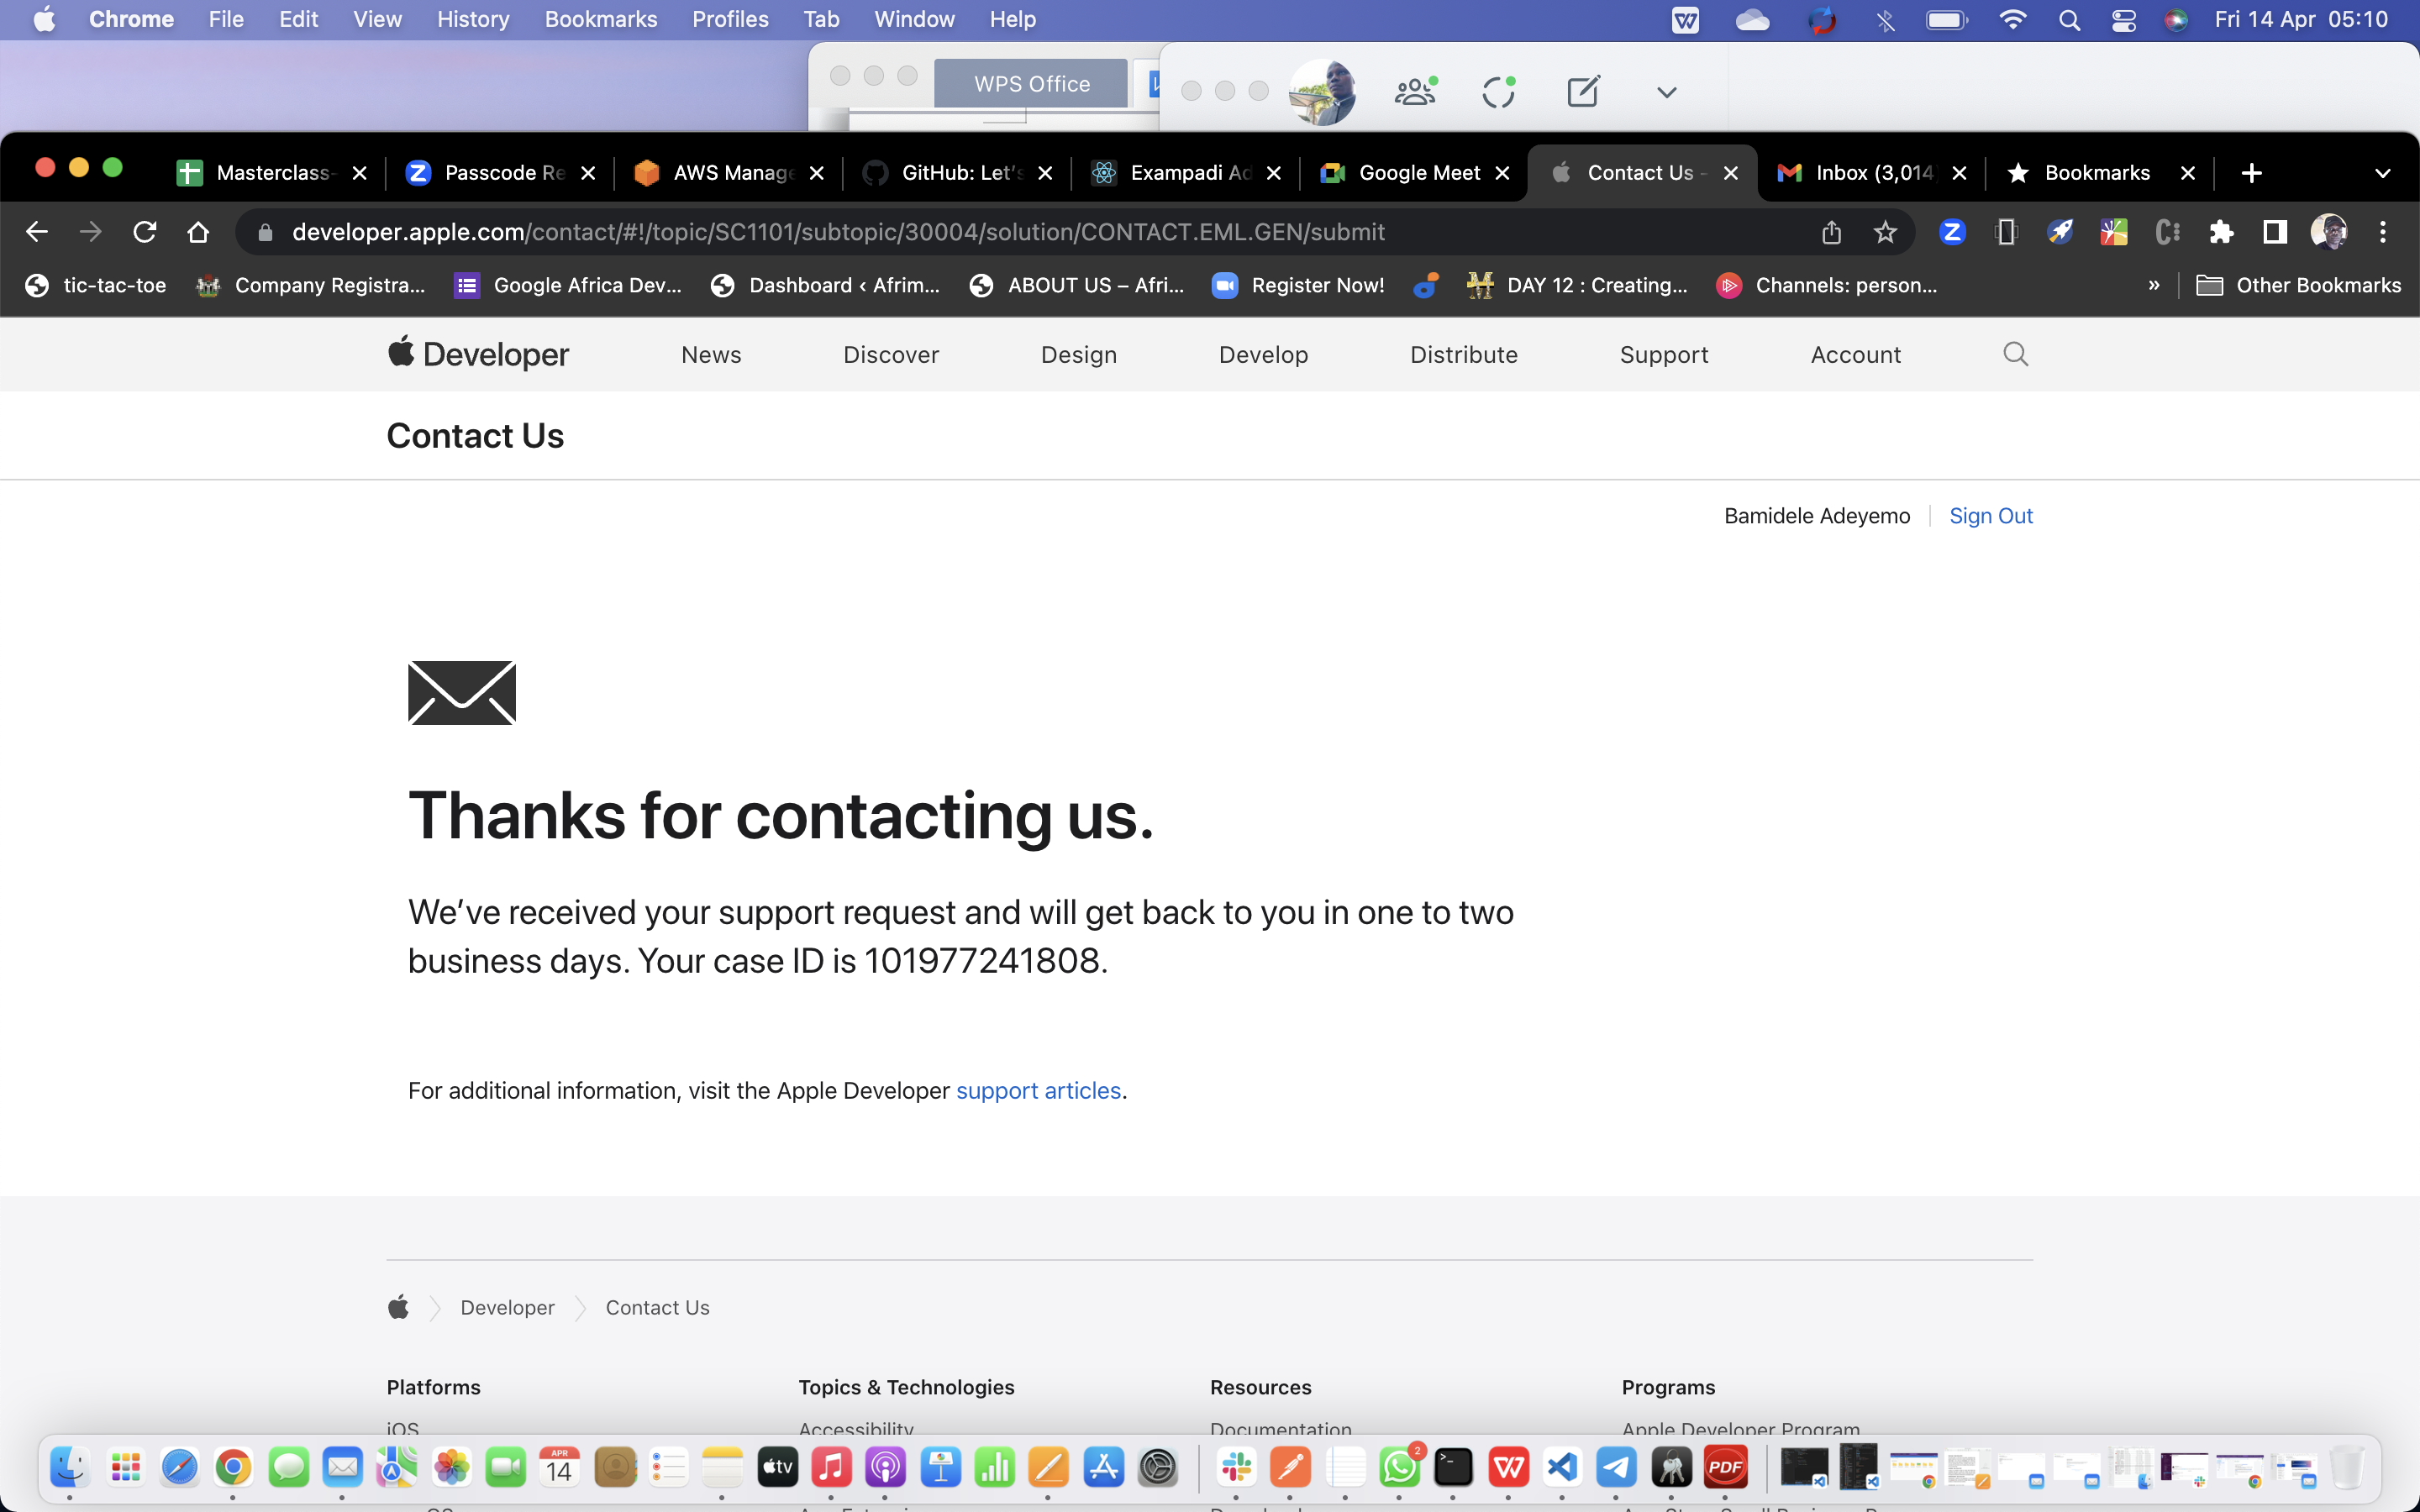 Chrome File Edit View History Bookmarks Profiles Tab Window Help Fri 14 Apr 05:10
WPS Office
Masterclass- Passcode Re AWS Manage GitHub: Let's Exampadi Ad Google Meet Contact Us - Inbox (3,014 Bookmarks
developer.apple.com/contact/#!/topic/SC1101/subtopic/30004/solution/CONTACT.EML.GEN/submit
tic-tac-toe Company Registra... Google Africa Dev... Dashboard ‹ Afrim... ABOUT US – Afri... Register Now! DAY 12 : Creating... Channels: person... » Other Bookmarks
Developer News Discover Design Develop Distribute Support Account
Contact Us
Bamidele Adeyemo Sign Out
Thanks for contacting us.
We've received your support request and will get back to you in one to two
business days. Your case ID is 101977241808.
For additional information, visit the Apple Developer support articles.
Developer Contact Us
Platforms Topics & Technologies Resources Programs
iOS Accessibility Documentation Apple Developer Program
APR
14
tv
2
PDF